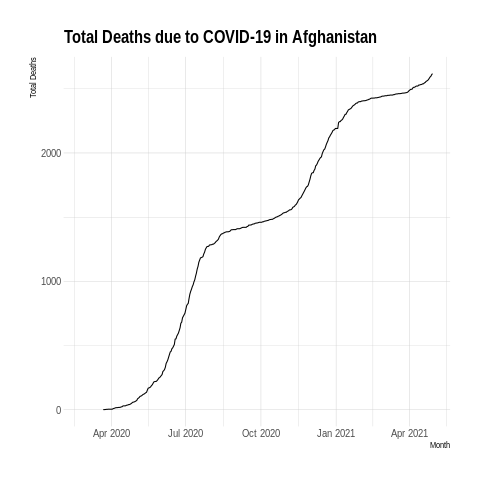 Total Deaths due to COVID-19 in Afghanistan
Total Deaths
2000
1000
0
Apr 2020 Jul 2020 Oct 2020 Jan 2021 Apr 2021
Month